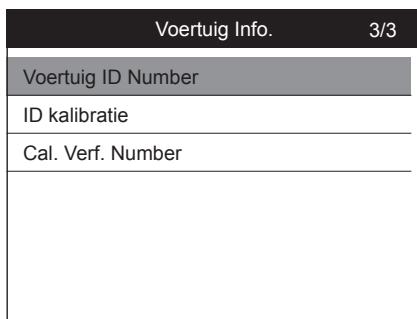 Voertuig Info. 3/3
Voertuig ID Number
ID kalibratie
Cal. Verf. Number